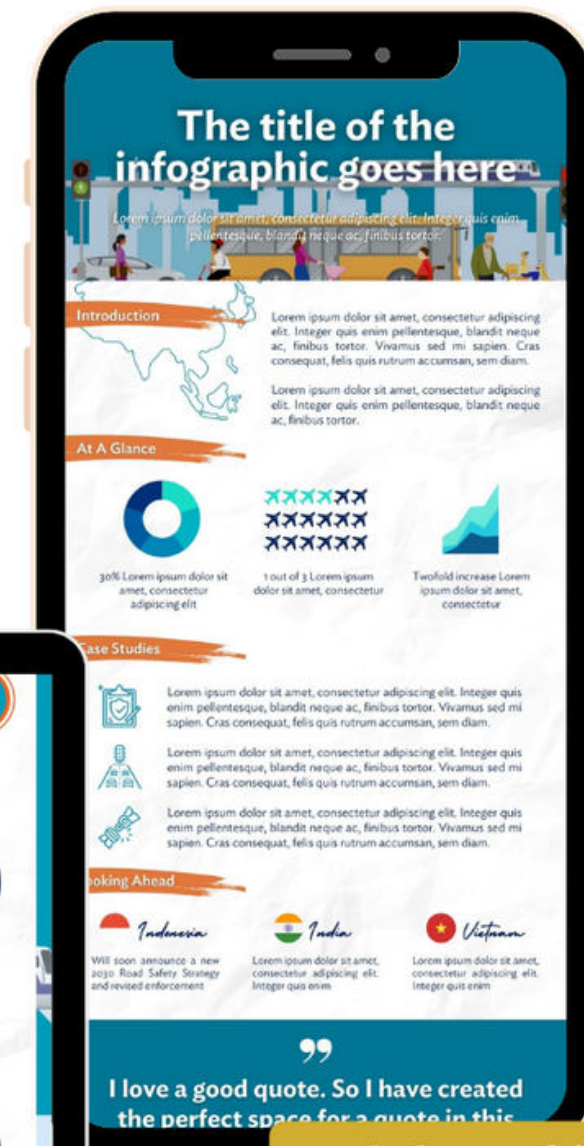 The title of the
infographic goes here
Lorem ipsum dolor sit amet, consectetur adipiscing elit. Integer quis enim
pellentesque, blandit neque ac, finibus tortor.
Introduction
Lorem ipsum dolor sit amet, consectetur adipiscing
elit. Integer quis enim pellentesque, blandit neque
ac, finibus tortor. Vivamus sed mi sapien. Cras
consequat, felis quis rutrum accumsan, sem diam.
Lorem ipsum dolor sit amet, consectetur adipiscing
elit. Integer quis enim pellentesque, blandit neque
ac, finibus tortor.
At A Glance
30% Lorem ipsum dolor sit
amet, consectetur
adipiscing elit
1 out of 3 Lorem ipsum
dolor sit amet, consectetur
Twofold increase Lorem
ipsum dolor sit amet,
consectetur
ase Studies
Lorem ipsum dolor sit amet, consectetur adipiscing elit. Integer quis
enim pellentesque, blandit neque ac, finibus tortor. Vivamus sed mi
sapien. Cras consequat, felis quis rutrum accumsan, sem diam.
Lorem ipsum dolor sit amet, consectetur adipiscing elit. Integer quis
enim pellentesque, blandit neque ac, finibus tortor. Vivamus sed mi
sapien. Cras consequat, felis quis rutrum accumsan, sem diam.
Lorem ipsum dolor sit amet, consectetur adipiscing elit. Integer quis
enim pellentesque, blandit neque ac, finibus tortor. Vivamus sed mi
sapien. Cras consequat, felis quis rutrum accumsan, sem diam.
ooking Ahead
Indonesia
Will soon announce a new
2030 Road Safety Strategy
and revised enforcement
India
Lorem ipsum dolor sit amet,
consectetur adipiscing elit.
Integer quis enim
Vietnam
Lorem ipsum dolor sit amet,
consectetur adipiscing elit.
Integer quis enim
”
I love a good quote. So I have created
the perfect space for a quote in this